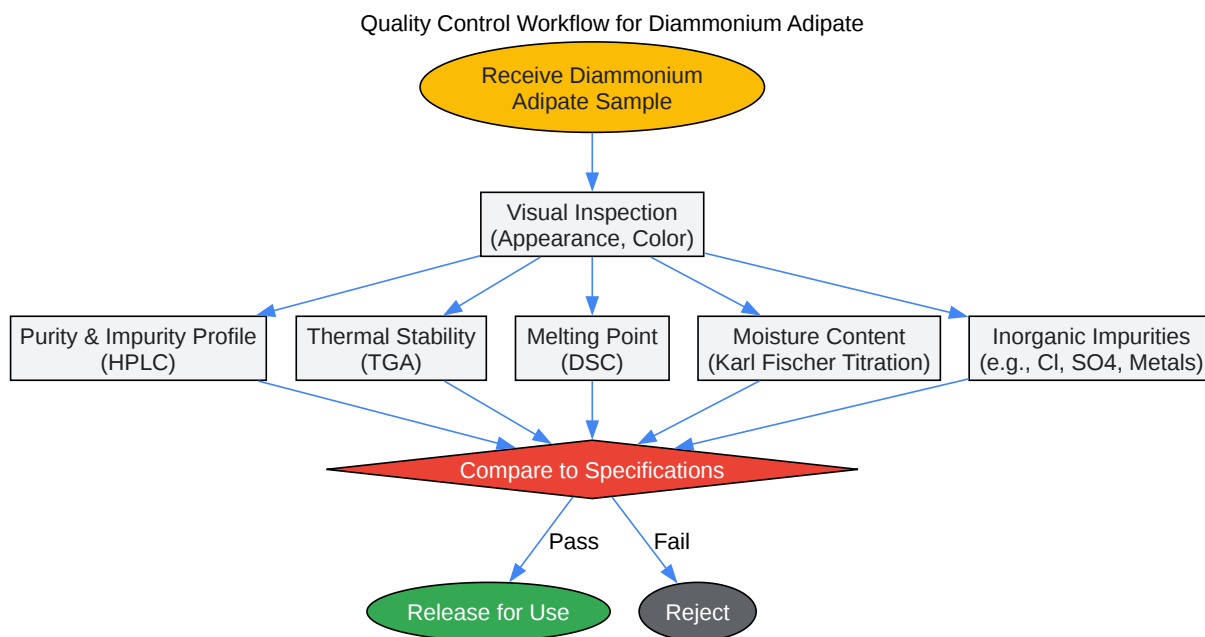 Quality Control Workflow for Diammonium Adipate
Receive Diammonium
Adipate Sample
Visual Inspection
(Appearance, Color)
Purity & Impurity Profile
(HPLC)
Thermal Stability
(TGA)
Melting Point
(DSC)
Moisture Content
(Karl Fischer Titration)
Inorganic Impurities
(e.g., Cl, SO4, Metals)
Compare to Specifications
Pass
Fail
Release for Use
Reject